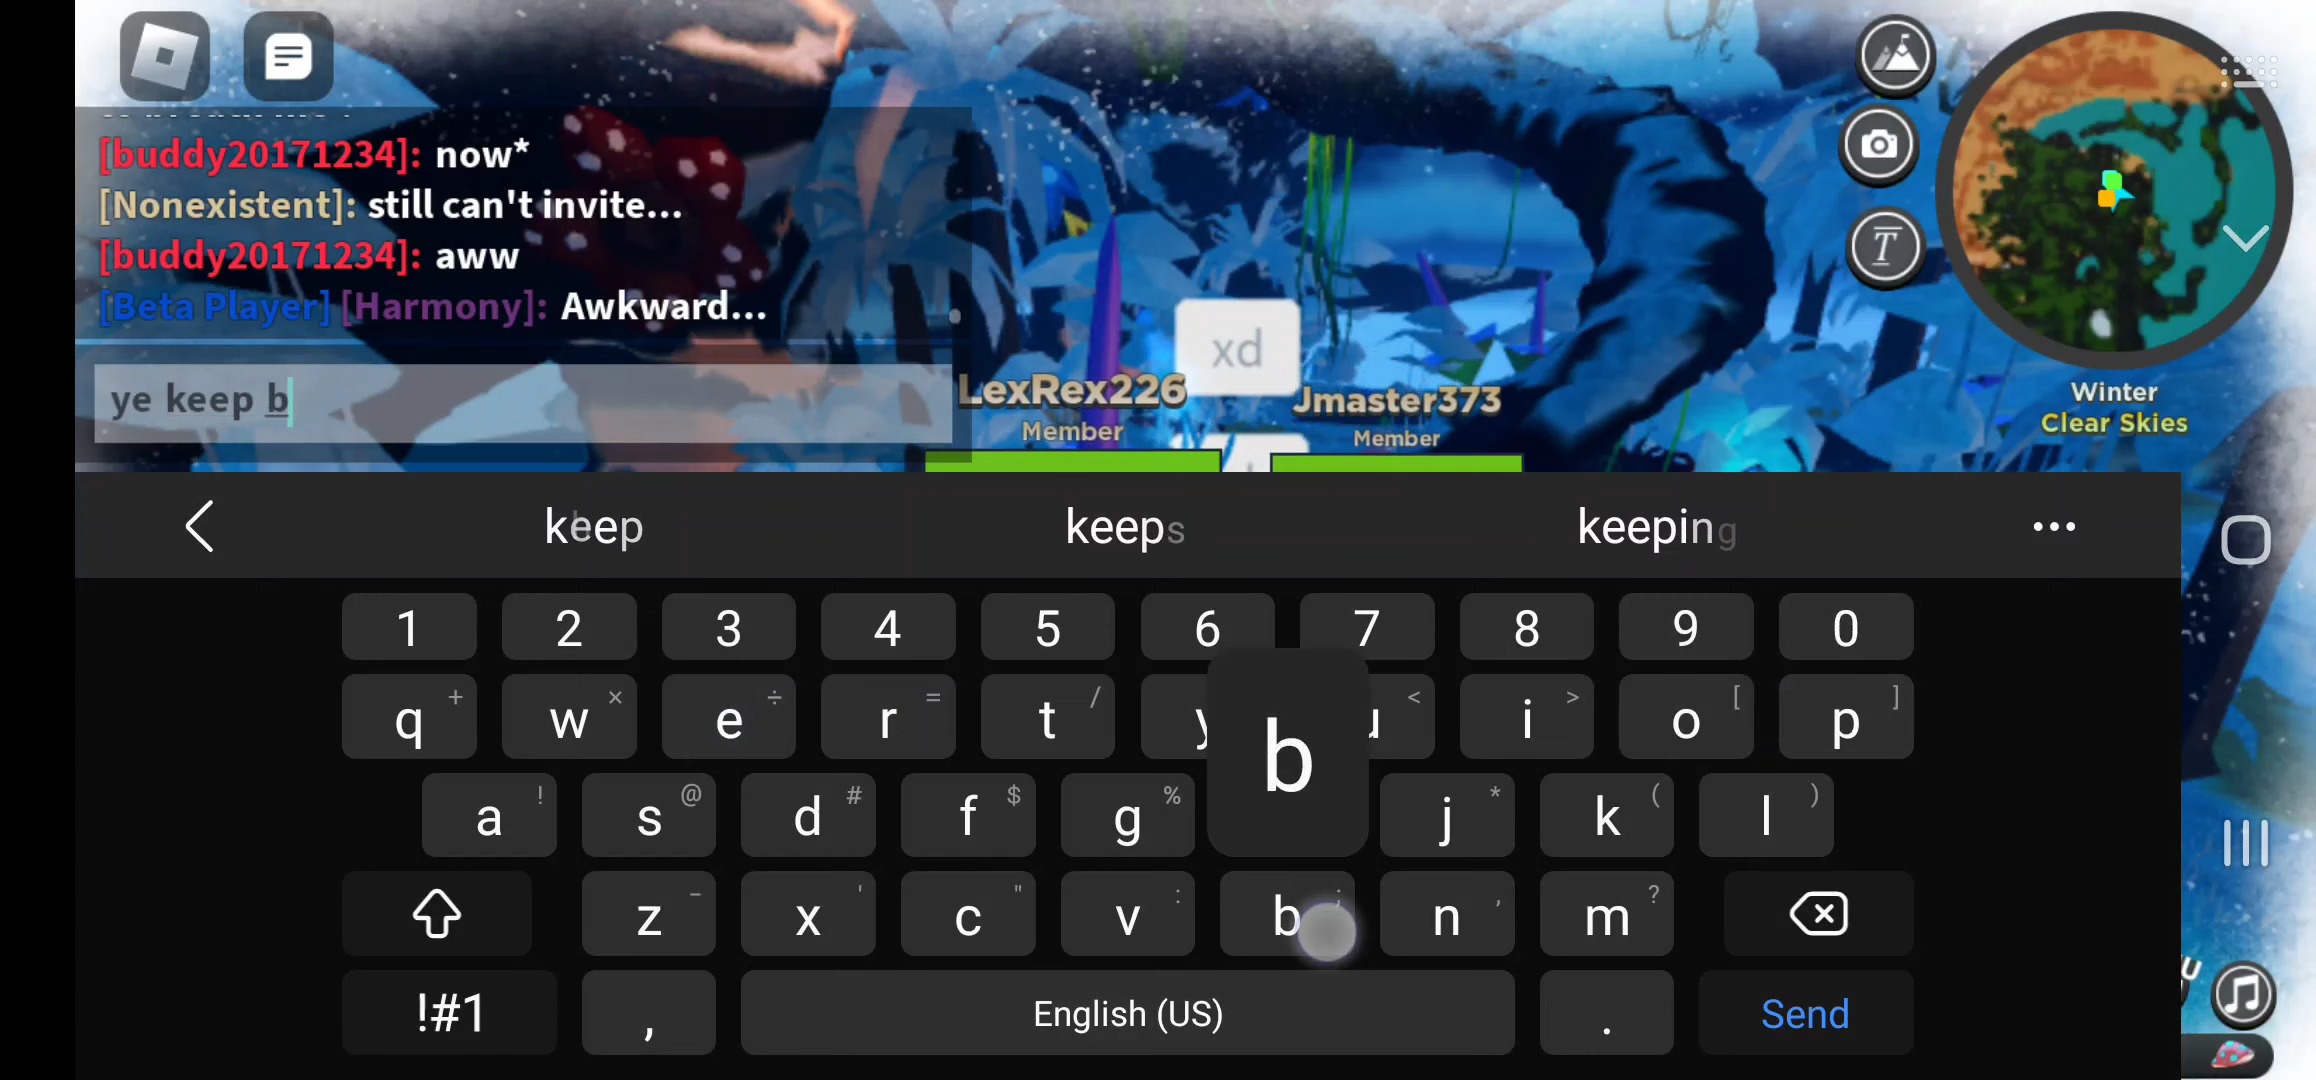 [buddy20171234]: now*
[Nonexistent]: still can't invite...
[buddy20171234]: aww
[Beta Player] [Harmony]: Awkward...
ye keep b
xd
LexRex226
Member
Jmaster373
Member
Winter
Clear Skies
keep keeps keeping
1 2 3 4 5 6 7 8 9 0
q + w × e ÷ r = t / y u < i > o [ p ]
b
a ! s @ d # f $ g % j * k ( l )
z - x ' c " v : b ; n , m ?
!#1 , English (US) . Send